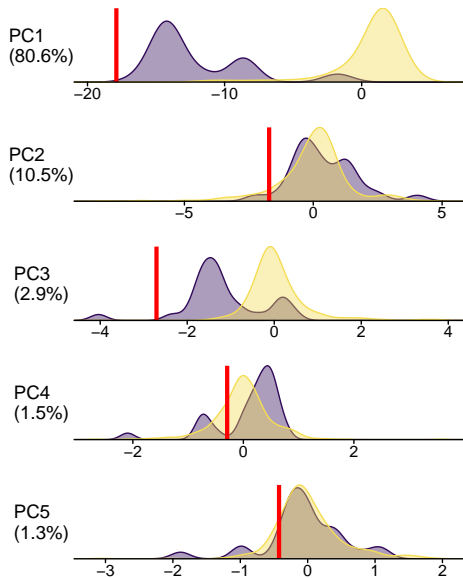 PC1
(80.6%)
−20 −10 0
PC2
(10.5%)
−5 0 5
PC3
(2.9%)
−4 −2 0 2 4
PC4
(1.5%)
−2 0 2
PC5
(1.3%)
−3 −2 −1 0 1 2